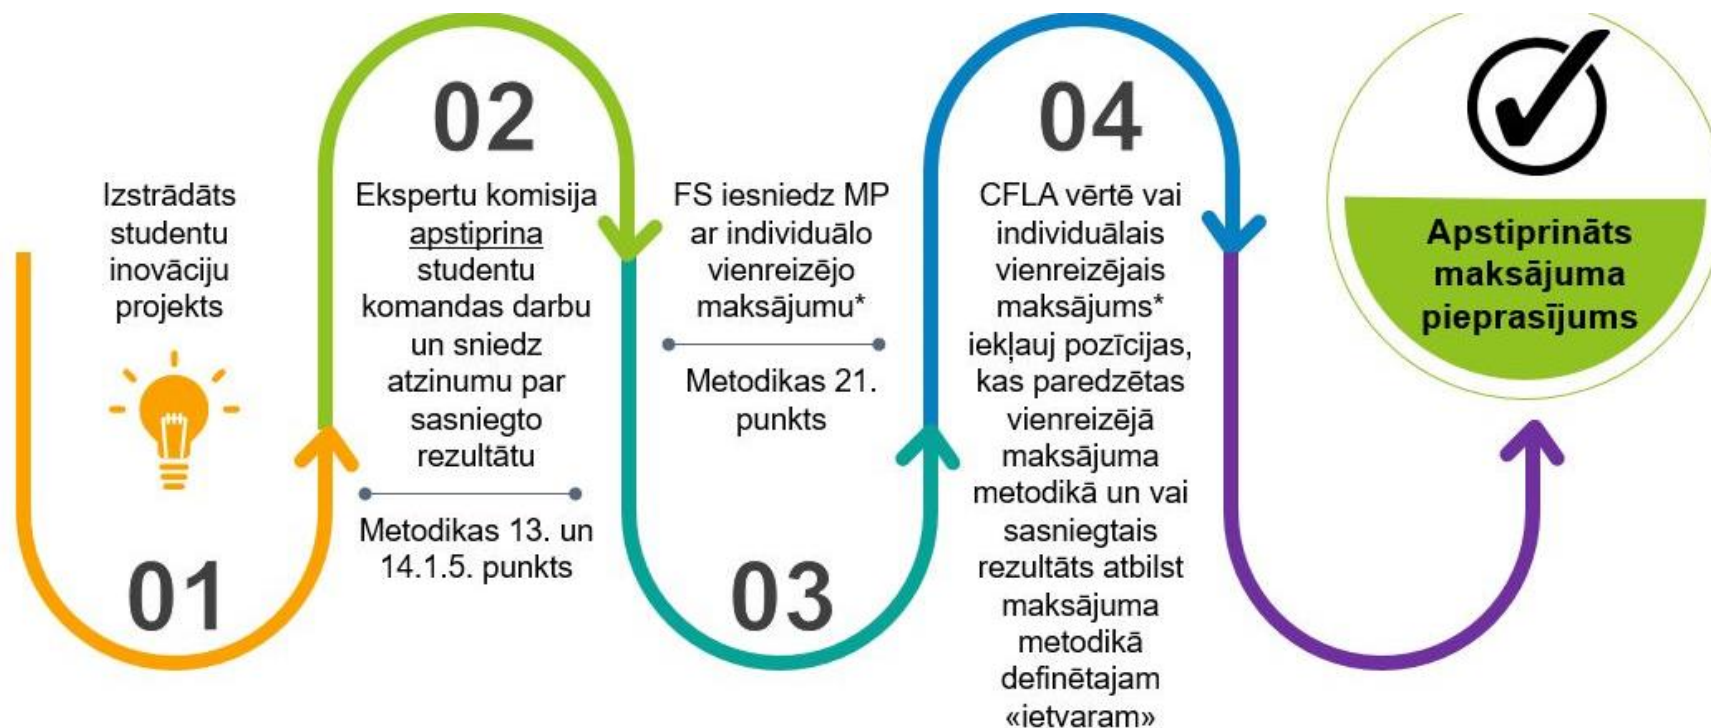 01
Izstrādāts
studentu
inovāciju
projekts
02
Ekspertu komisija
apstiprina
studentu
komandas darbu
un sniedz
atzinumu par
sasniegto
rezultātu
Metodikas 13. un
14.1.5. punkts
03
FS iesniedz MP
ar individuālo
vienreizējo
maksājumu*
Metodikas 21.
punkts
04
CFLA vērtē vai
individuālais
vienreizējais
maksājums*
iekļauj pozīcijas,
kas paredzētas
vienreizējā
maksājuma
metodikā un vai
sasniegtais
rezultāts atbilst
maksājuma
metodikā
definētajam
«ietvaram»
Apstiprināts
maksājuma
pieprasījums